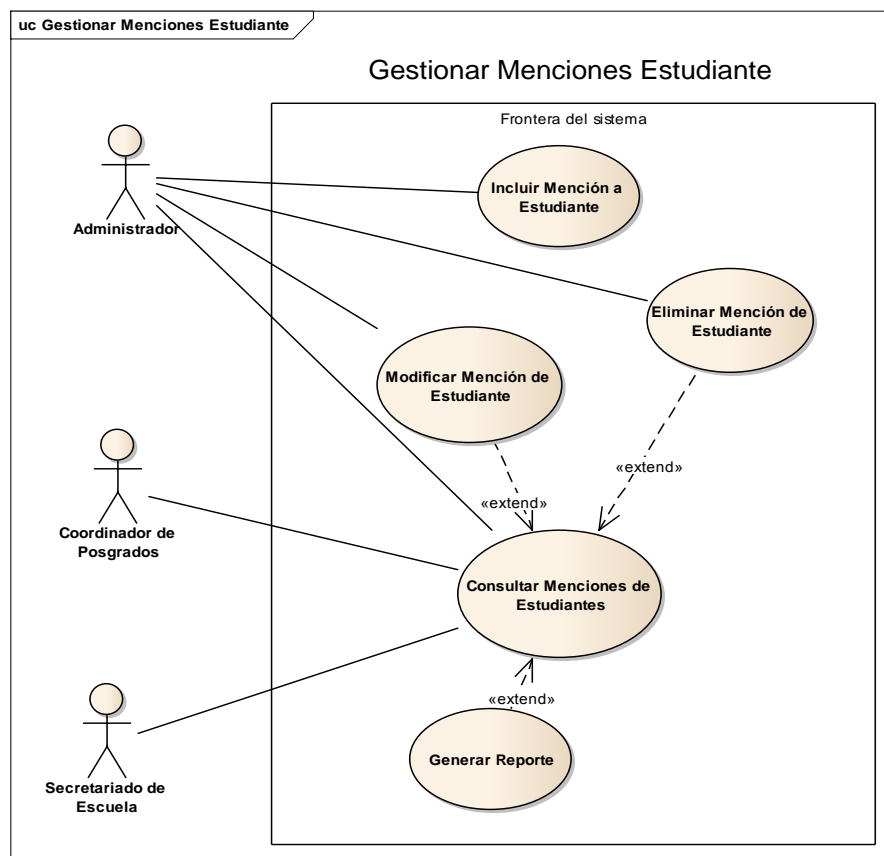 uc Gestionar Menciones Estudiante
Gestionar Menciones Estudiante
Frontera del sistema
Administrador
Incluir Mención a
Estudiante
Eliminar Mención de
Estudiante
Modificar Mención de
Estudiante
«extend»
«extend»
Coordinador de
Posgrados
Consultar Menciones de
Estudiantes
«extend»
Secretariado de
Escuela
Generar Reporte